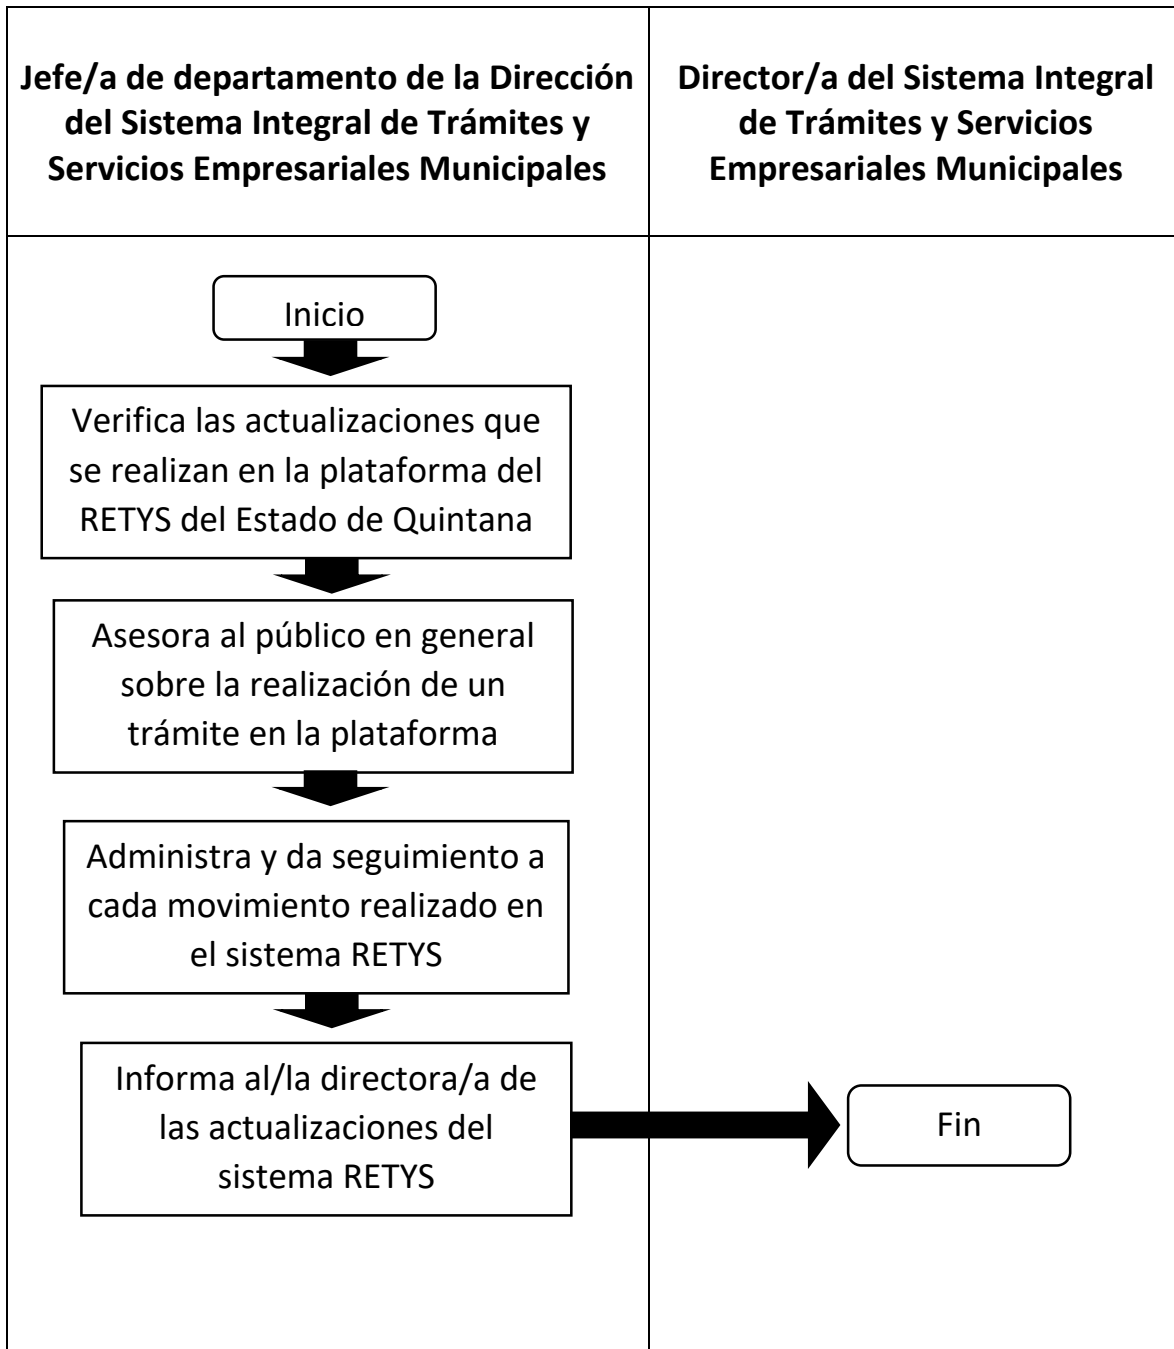 Jefe/a de departamento de la Dirección
del Sistema Integral de Trámites y
Servicios Empresariales Municipales
Director/a del Sistema Integral
de Trámites y Servicios
Empresariales Municipales
Inicio
Verifica las actualizaciones que
se realizan en la plataforma del
RETYS del Estado de Quintana
Asesora al público en general
sobre la realización de un
trámite en la plataforma
Administra y da seguimiento a
cada movimiento realizado en
el sistema RETYS
Informa al/la directora/a de
las actualizaciones del
sistema RETYS
Fin